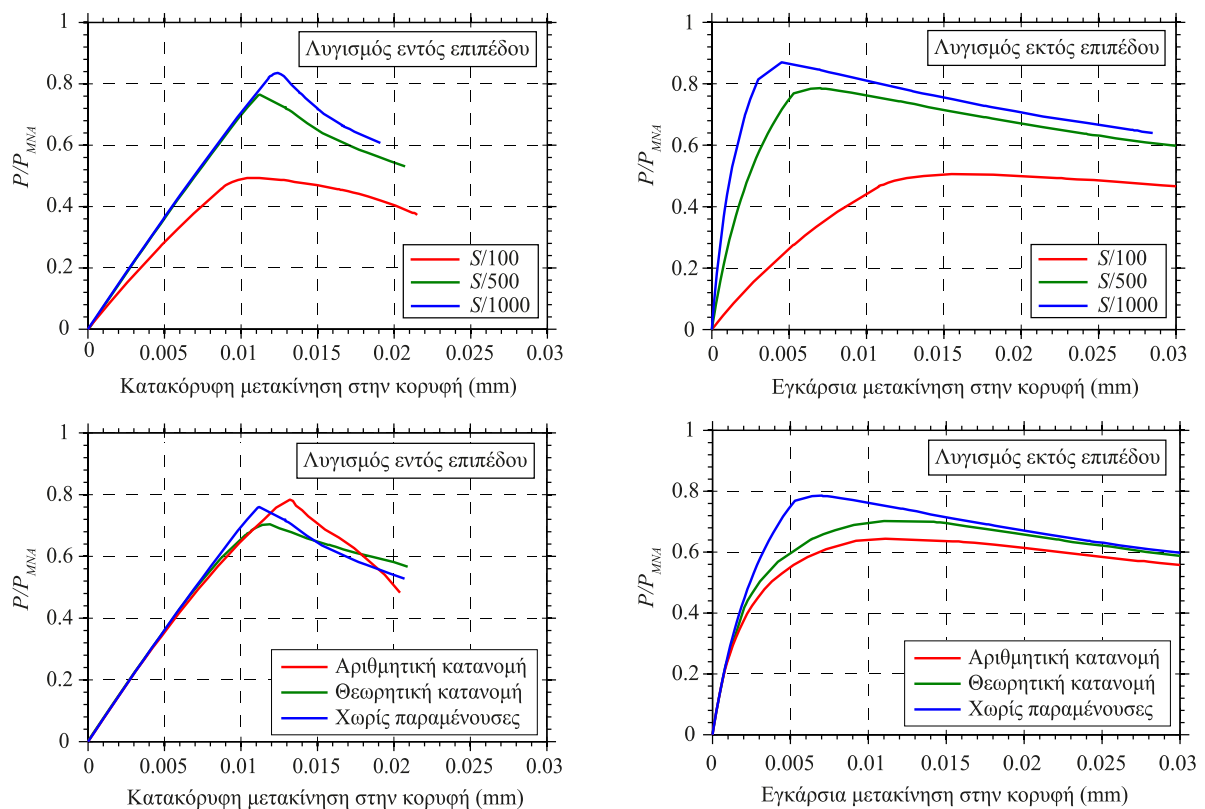 1
0.8
0.6
0.4
0.2
0
P/P_MNA
Λυγισμός εντός επιπέδου
S/100
S/500
S/1000
0 0.005 0.01 0.015 0.02 0.025 0.03
Κατακόρυφη μετακίνηση στην κορυφή (mm)
1
0.8
0.6
0.4
0.2
0
P/P_MNA
Λυγισμός εκτός επιπέδου
S/100
S/500
S/1000
0 0.005 0.01 0.015 0.02 0.025 0.03
Εγκάρσια μετακίνηση στην κορυφή (mm)
1
0.8
0.6
0.4
0.2
0
P/P_MNA
Λυγισμός εντός επιπέδου
Αριθμητική κατανομή
Θεωρητική κατανομή
Χωρίς παραμένουσες
0 0.005 0.01 0.015 0.02 0.025 0.03
Κατακόρυφη μετακίνηση στην κορυφή (mm)
1
0.8
0.6
0.4
0.2
0
P/P_MNA
Λυγισμός εκτός επιπέδου
Αριθμητική κατανομή
Θεωρητική κατανομή
Χωρίς παραμένουσες
0 0.005 0.01 0.015 0.02 0.025 0.03
Εγκάρσια μετακίνηση στην κορυφή (mm)